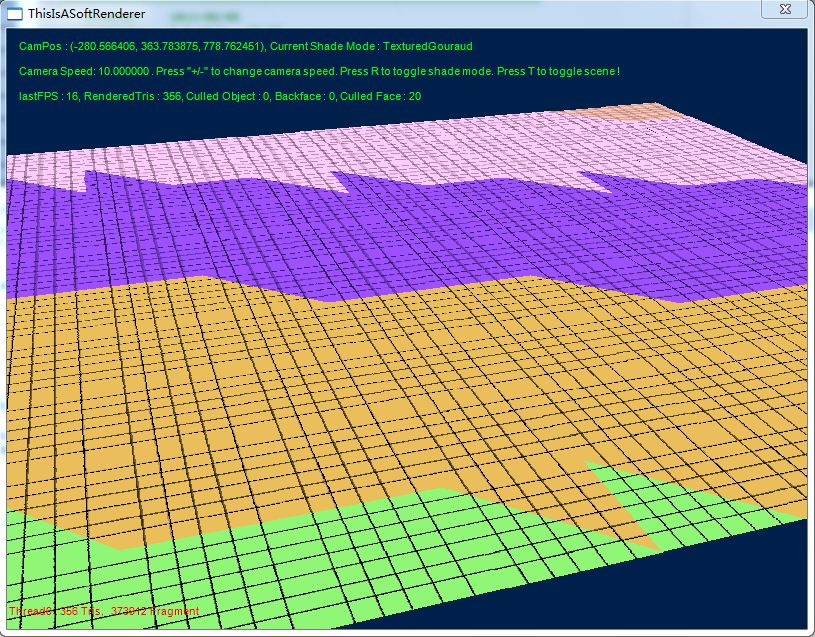 ThisIsASoftRenderer
CamPos : (-280.566406, 363.783875, 778.762451), Current Shade Mode : TexturedGouraud
Camera Speed: 10.000000 . Press "+/-" to change camera speed. Press R to toggle shade mode. Press T to toggle scene !
lastFPS : 16, RenderedTris : 356, Culled Object : 0, Backface : 0, Culled Face : 20
Thread0 : 356 Tris, 373912 Fragment